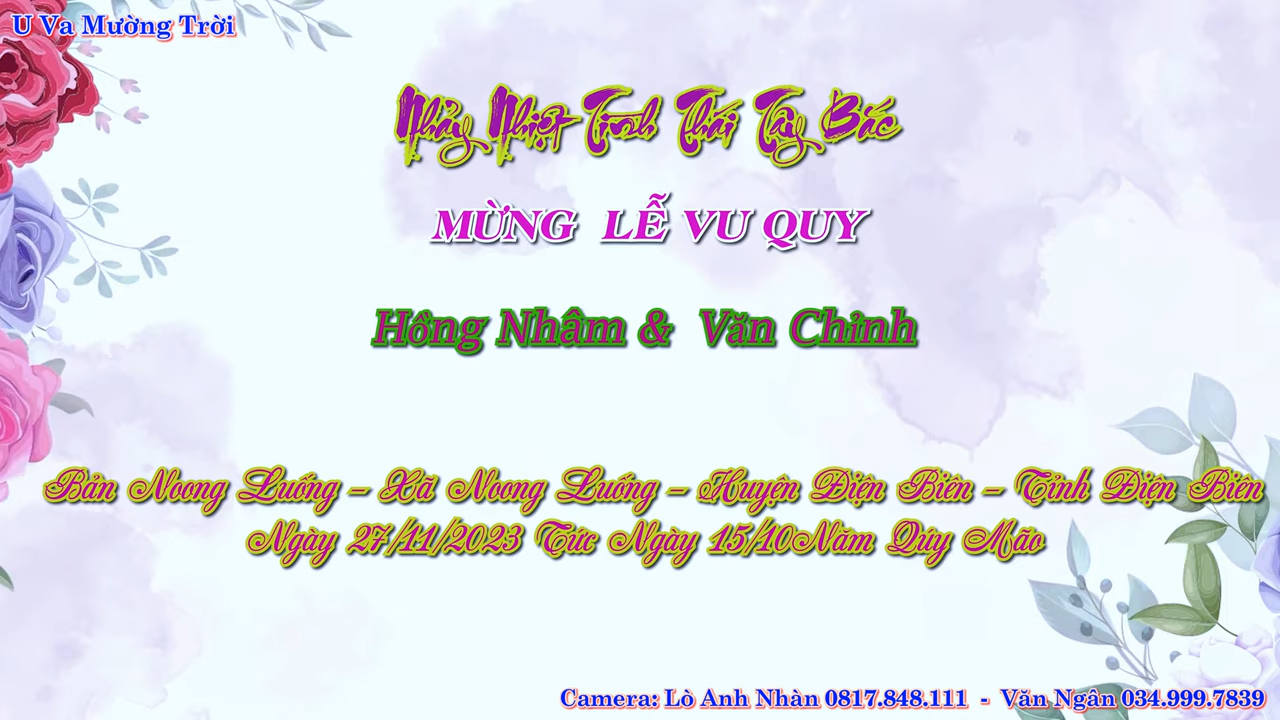 U Va Mường Trời
Nhảy Nhiệt Tình Thái Tây Bắc
MỪNG LỄ VU QUY
Hồng Nhâm & Văn Chỉnh
Bản Noong Luống – Xã Noong Luống – Huyện Điện Biên – Tỉnh Điện Biên
Ngày 27/11/2023 Tức Ngày 15/10Năm Qúy Mão
Camera: Lò Anh Nhàn 0817.848.111 - Văn Ngân 034.999.7839